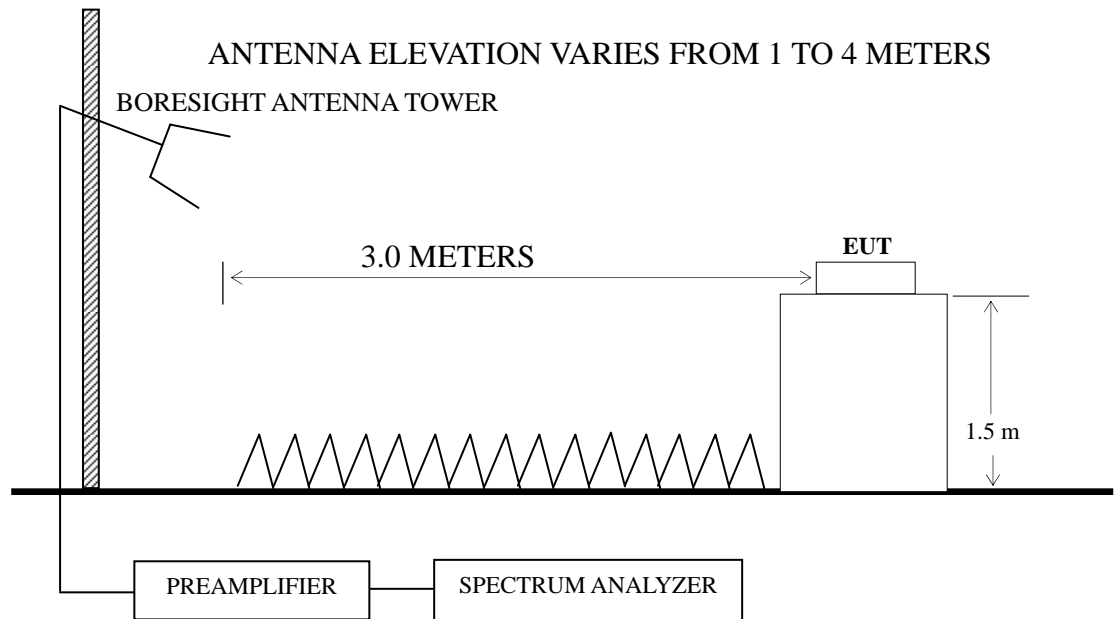 ANTENNA ELEVATION VARIES FROM 1 TO 4 METERS
BORESIGHT ANTENNA TOWER
3.0 METERS
EUT
1.5 m
PREAMPLIFIER
SPECTRUM ANALYZER